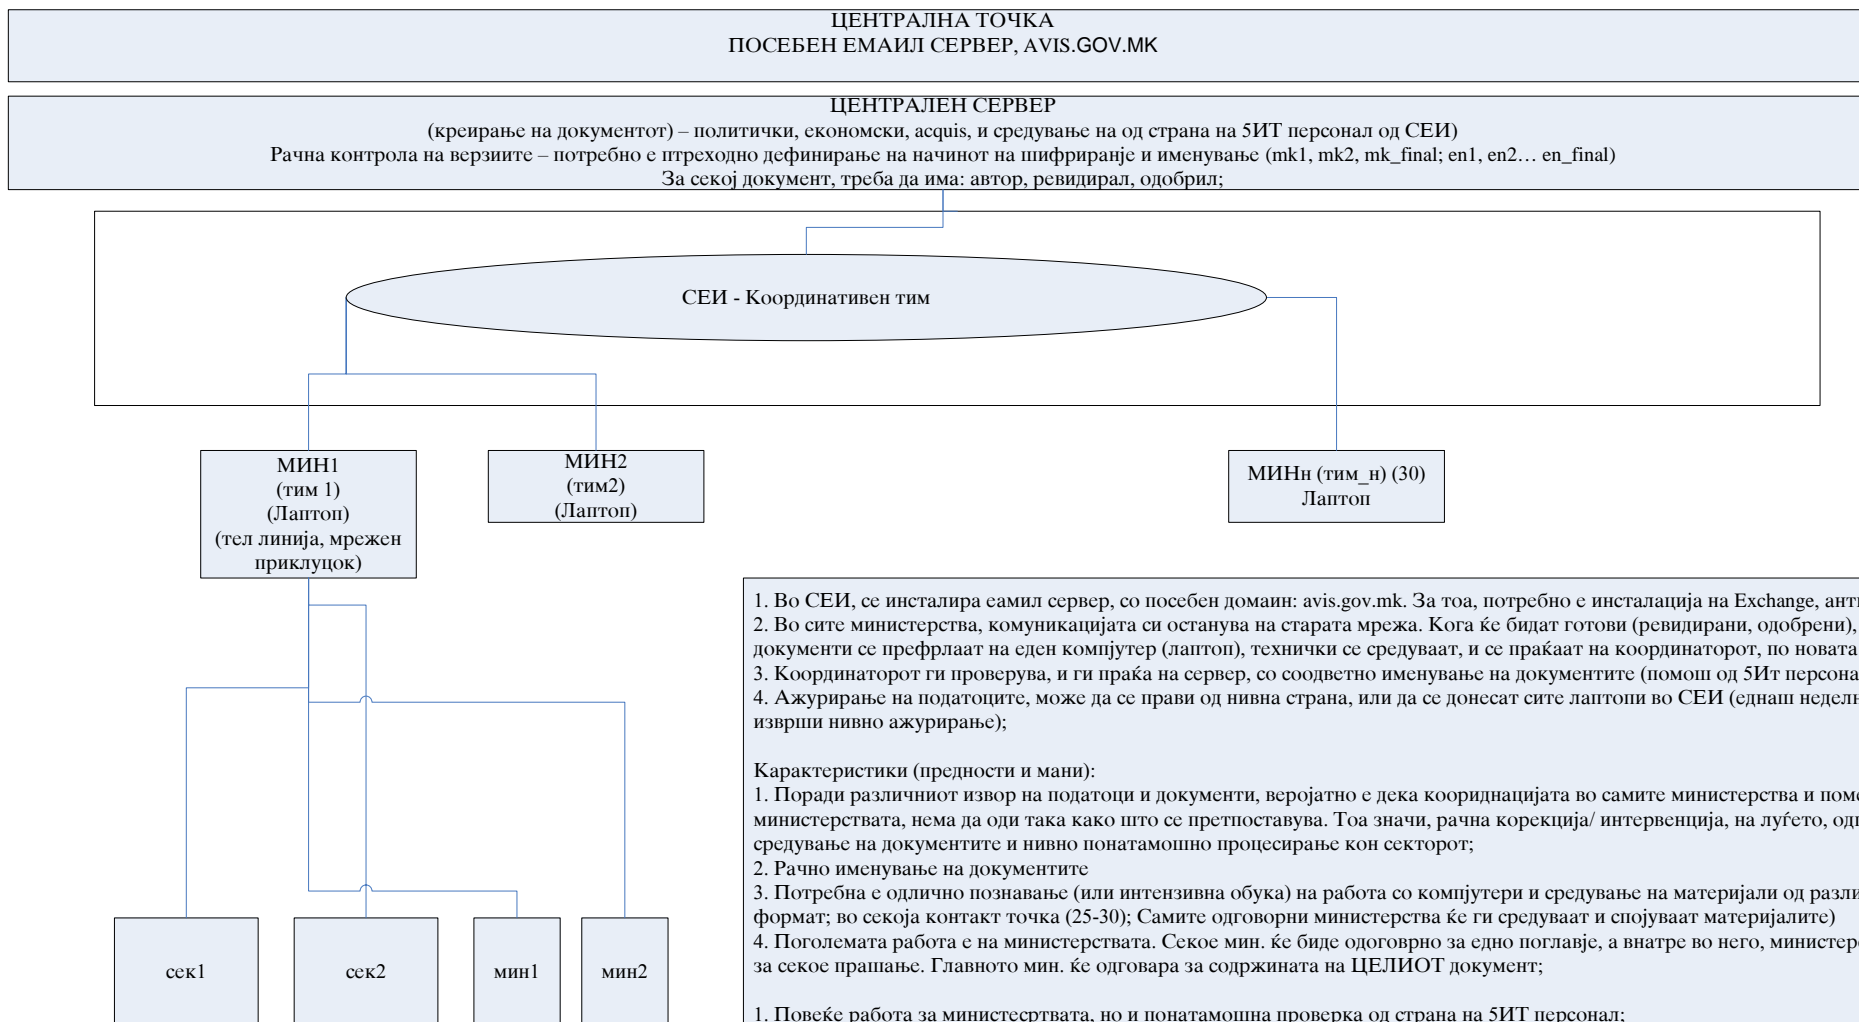 ЦЕНТРАЛНА ТОЧКА
ПОСЕБЕН ЕМАИЛ СЕРВЕР, AVIS.GOV.MK
ЦЕНТРАЛЕН СЕРВЕР
(креирање на документот) – политички, економски, acquis, и средување на од страна на 5ИТ персонал од СЕИ)
Рачна контрола на верзиите – потребно е птреходно дефинирање на начинот на шифрирanje и именување (mk1, mk2, mk_final; en1, en2… en_final)
За секој документ, треба да има: автор, ревидирал, одобрил;
СЕИ - Координативен тим
МИН1
(тим 1)
(Лаптоп)
(тел линија, мрежен
приклуцок)
МИН2
(тим2)
(Лаптоп)
МИНн (тим_н) (30)
Лаптоп
1. Во СЕИ, се инсталира еамил сервер, со посебен домаин: avis.gov.mk. За тоа, потребно е инсталација на Exchange,
2. Во сите министерства, комуникацијата си останува на старата мрежа. Кога ќе бидат готови (ревидирани, одобрени),
документи се префрлаат на еден компјутер (лаптоп), технички се средуваат, и се праќаат на координаторот, по новата
3. Координаторот ги проверува, и ги праќа на сервер, со соодветно именување на документите (помош од 5Ит
4. Ажурирање на податоците, може да се прави од нивна страна, или да се донесат сите лаптопи во СЕИ (еднаш
изврши нивно ажурирање);
Карактеристики (предности и мани):
1. Поради различниот извор на податоци и документи, веројатно е дека коориднацијата во самите министерства и
министерствата, нема да оди така како што се претпоставува. Тоа значи, рачна корекција/ интервенција, на луѓето,
средување на документите и нивно понатамошно процесирање кон секторот;
2. Рачно именување на документите
3. Потребна е одлично познавање (или интензивна обука) на работа со компјутери и средување на материјали од
формат; во секоја контакт точка (25-30); Самите одговорни министерства ќе ги средуваат и спојуваат материјалите)
4. Поголемата работа е на министерствата. Секое мин. ќе биде одоговрно за едно поглавје, а внатре во него,
за секое прашање. Главното мин. ќе одговара за содржината на ЦЕЛИОТ документ;
1. Повеќе работа за министесртвата, но и понатамошна проверка од страна на 5ИТ персонал;
сек1
сек2
мин1
мин2